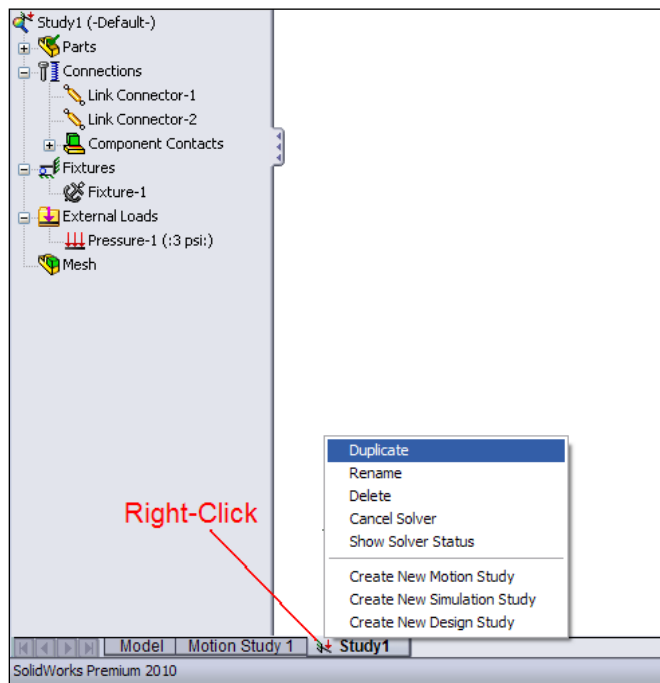 Study1 (-Default-)
Parts
Connections
Link Connector-1
Link Connector-2
Component Contacts
Fixtures
Fixture-1
External Loads
Pressure-1 (:3 psi:)
Mesh
Duplicate
Rename
Delete
Cancel Solver
Show Solver Status
Create New Motion Study
Create New Simulation Study
Create New Design Study
Right-Click
Model Motion Study 1 Study1
SolidWorks Premium 2010